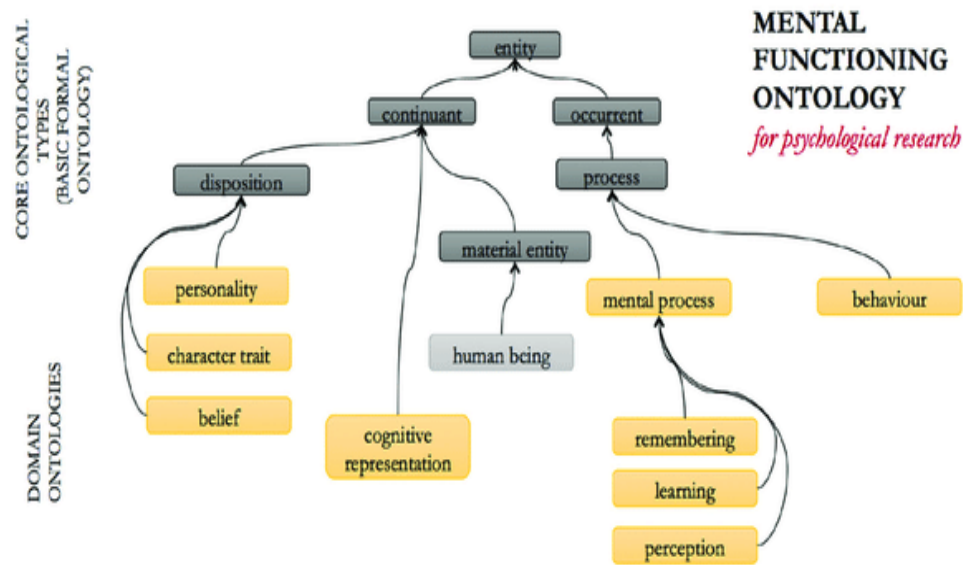 MENTAL
FUNCTIONING
ONTOLOGY
for psychological research
CORE ONTOLOGICAL
TYPES
(BASIC FORMAL
ONTOLOGY)
entity
continuant
occurrent
disposition
process
material entity
personality
mental process
behaviour
character trait
human being
belief
cognitive
representation
remembering
learning
perception
DOMAIN
ONTOLOGIES